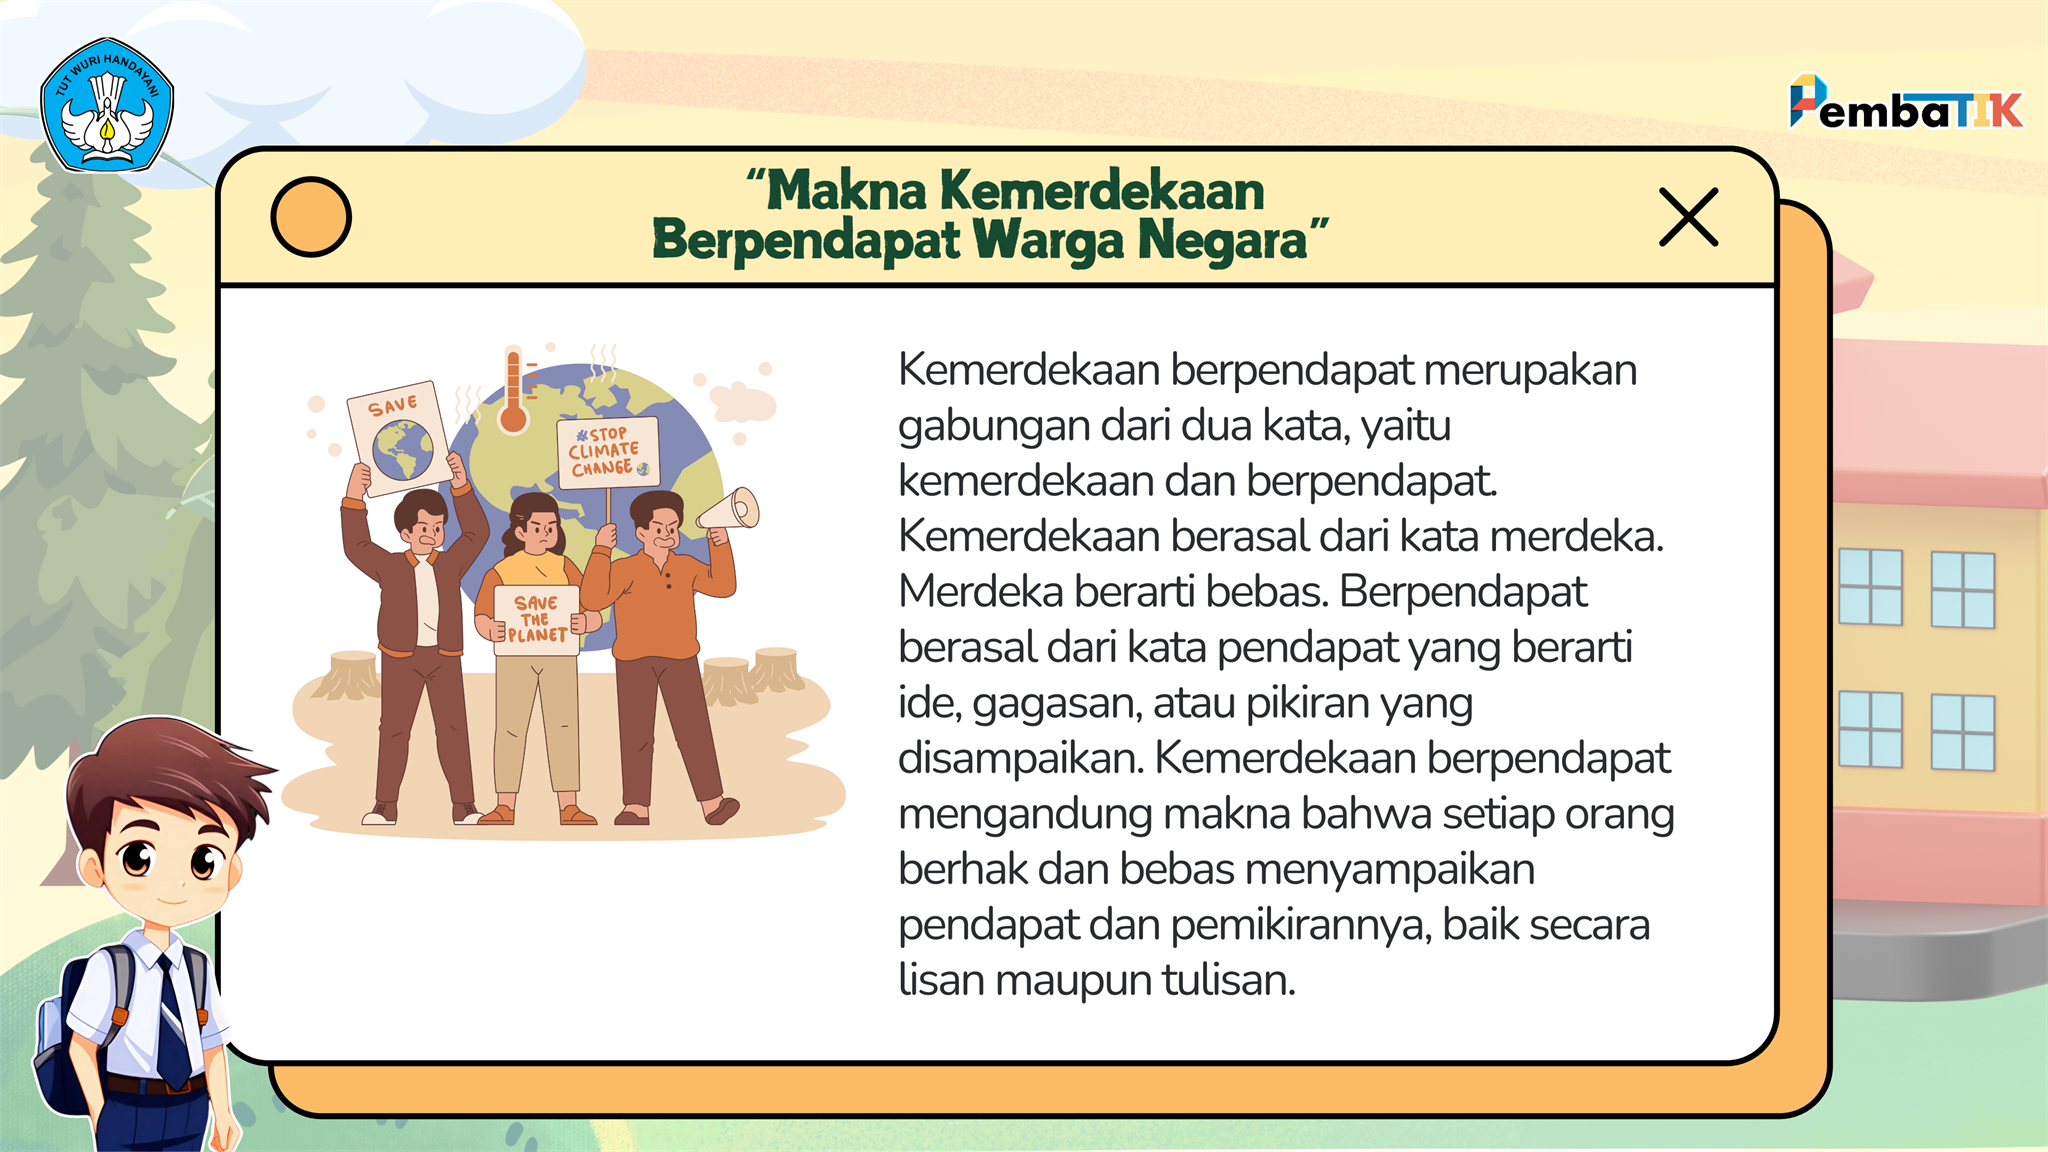 TUT WURI HANDAYANI
PembaTIK
“Makna Kemerdekaan
Berpendapat Warga Negara”
SAVE
#STOP
CLIMATE
CHANGE
SAVE
THE
PLANET
Kemerdekaan berpendapat merupakan
gabungan dari dua kata, yaitu
kemerdekaan dan berpendapat.
Kemerdekaan berasal dari kata merdeka.
Merdeka berarti bebas. Berpendapat
berasal dari kata pendapat yang berarti
ide, gagasan, atau pikiran yang
disampaikan. Kemerdekaan berpendapat
mengandung makna bahwa setiap orang
berhak dan bebas menyampaikan
pendapat dan pemikirannya, baik secara
lisan maupun tulisan.